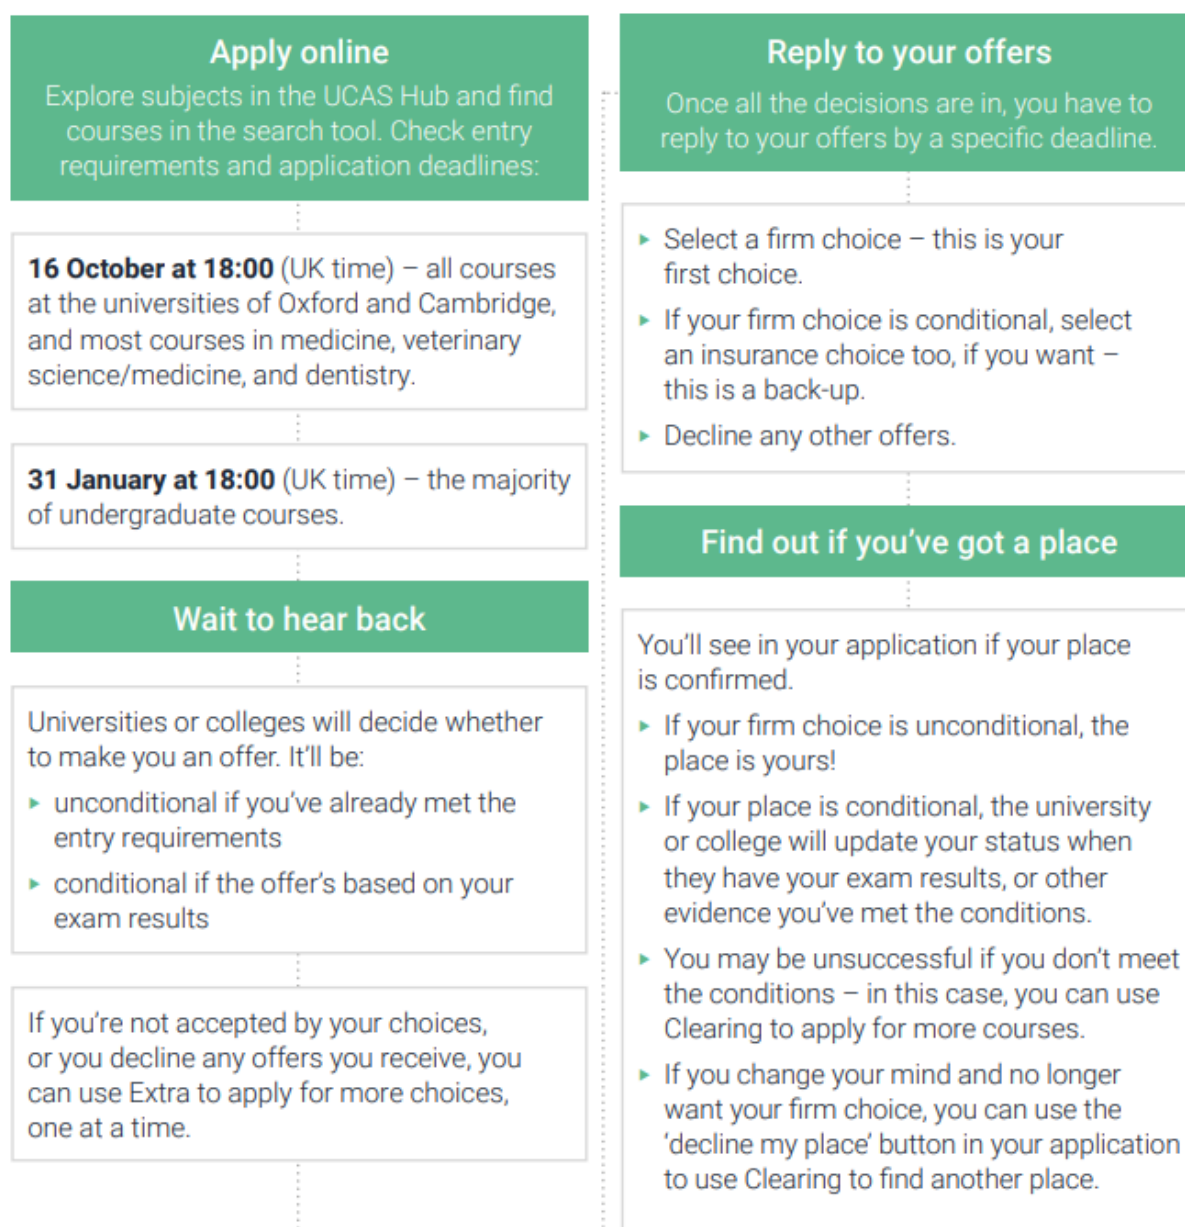 Apply online
Explore subjects in the UCAS Hub and find
courses in the search tool. Check entry
requirements and application deadlines:
16 October at 18:00 (UK time) – all courses
at the universities of Oxford and Cambridge,
and most courses in medicine, veterinary
science/medicine, and dentistry.
31 January at 18:00 (UK time) – the majority
of undergraduate courses.
Wait to hear back
Universities or colleges will decide whether
to make you an offer. It’ll be:
▸ unconditional if you’ve already met the
entry requirements
▸ conditional if the offer’s based on your
exam results
If you’re not accepted by your choices,
or you decline any offers you receive, you
can use Extra to apply for more choices,
one at a time.
Reply to your offers
Once all the decisions are in, you have to
reply to your offers by a specific deadline.
▸ Select a firm choice – this is your
first choice.
▸ If your firm choice is conditional, select
an insurance choice too, if you want –
this is a back-up.
▸ Decline any other offers.
Find out if you’ve got a place
You’ll see in your application if your place
is confirmed.
▸ If your firm choice is unconditional, the
place is yours!
▸ If your place is conditional, the university
or college will update your status when
they have your exam results, or other
evidence you’ve met the conditions.
▸ You may be unsuccessful if you don’t meet
the conditions – in this case, you can use
Clearing to apply for more courses.
▸ If you change your mind and no longer
want your firm choice, you can use the
‘decline my place’ button in your application
to use Clearing to find another place.